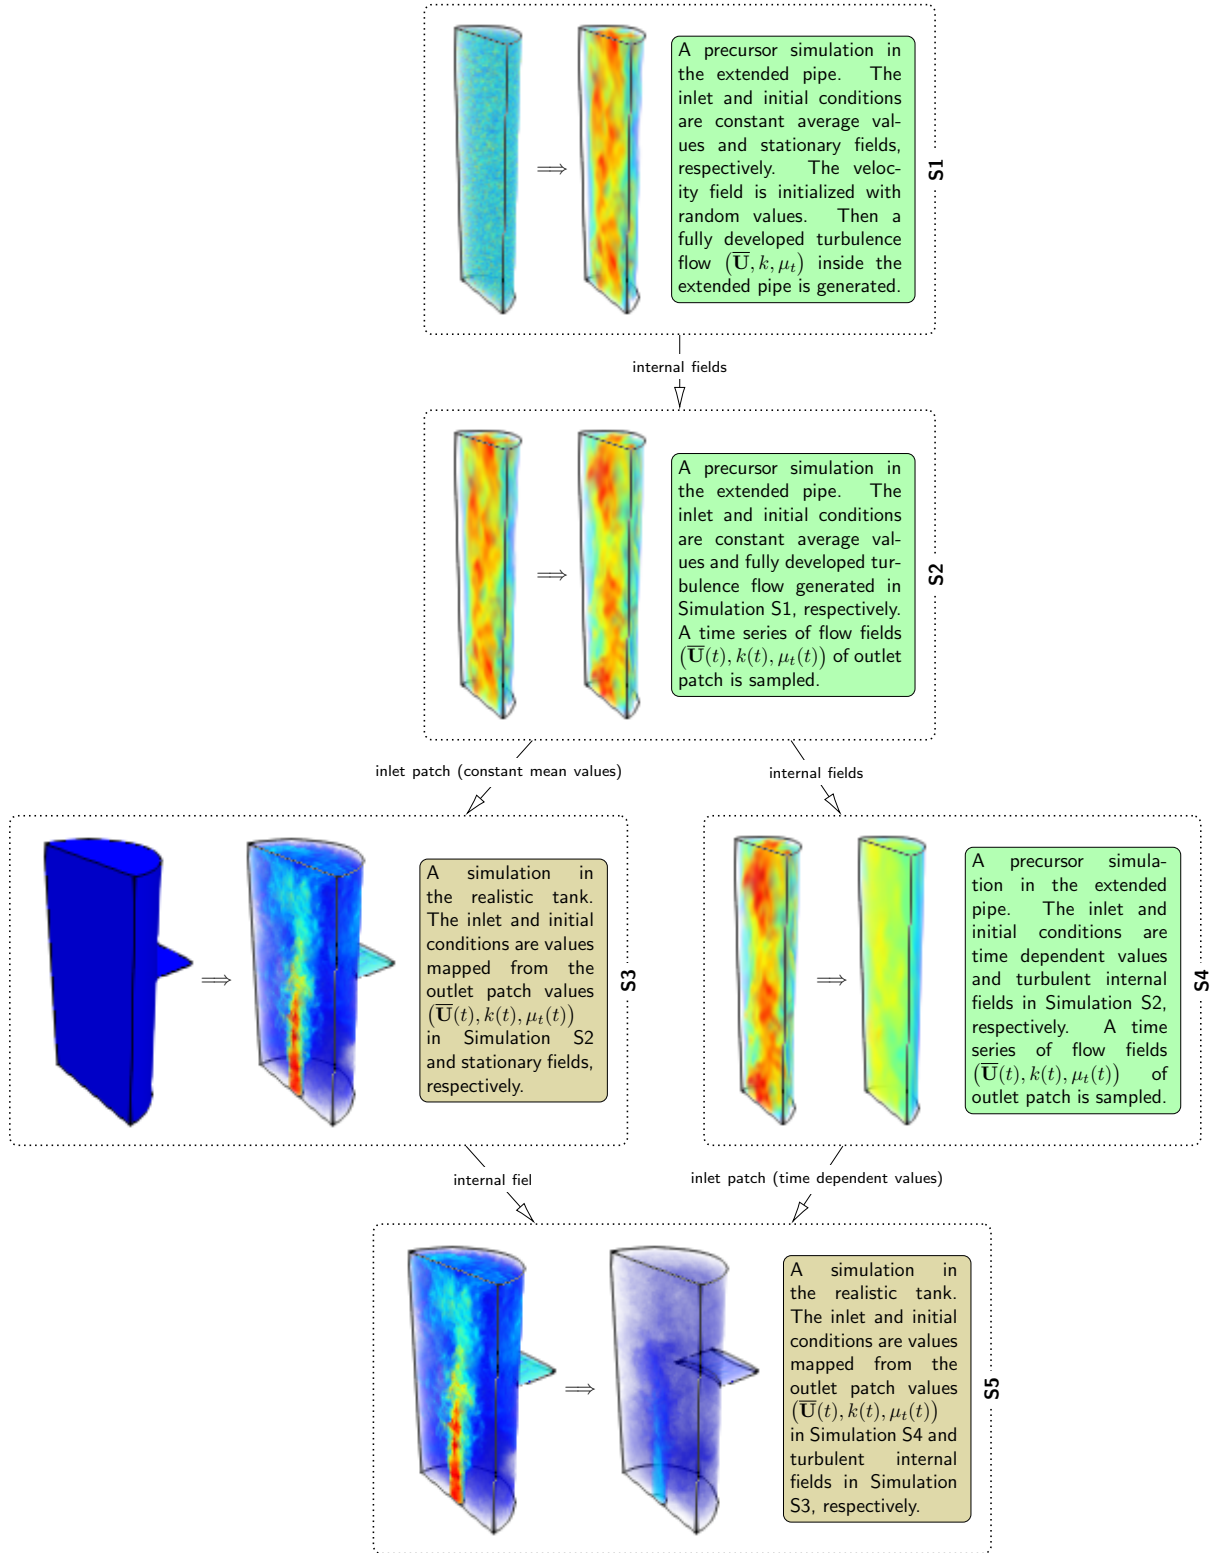 A precursor simulation in
the extended pipe. The
inlet and initial conditions
are constant average val-
ues and stationary fields,
respectively. The veloc-
ity field is initialized with
random values. Then a
fully developed turbulence
flow (U̅, k, μₜ) inside the
extended pipe is generated.
S1
internal fields
A precursor simulation in
the extended pipe. The
inlet and initial conditions
are constant average val-
ues and fully developed tur-
bulence flow generated in
Simulation S1, respectively.
A time series of flow fields
(U̅(t), k(t), μₜ(t)) of outlet
patch is sampled.
S2
inlet patch (constant mean values)
internal fields
A simulation in
the realistic tank.
The inlet and initial
conditions are values
mapped from the
outlet patch values
(U̅(t), k(t), μₜ(t))
in Simulation S2
and stationary fields,
respectively.
S3
A precursor simula-
tion in the extended
pipe. The inlet and
initial conditions are
time dependent values
and turbulent internal
fields in Simulation S2,
respectively. A time
series of flow fields
(U̅(t), k(t), μₜ(t)) of
outlet patch is sampled.
S4
internal fiel
inlet patch (time dependent values)
A simulation in
the realistic tank.
The inlet and initial
conditions are values
mapped from the
outlet patch values
(U̅(t), k(t), μₜ(t))
in Simulation S4 and
turbulent internal
fields in Simulation
S3, respectively.
S5